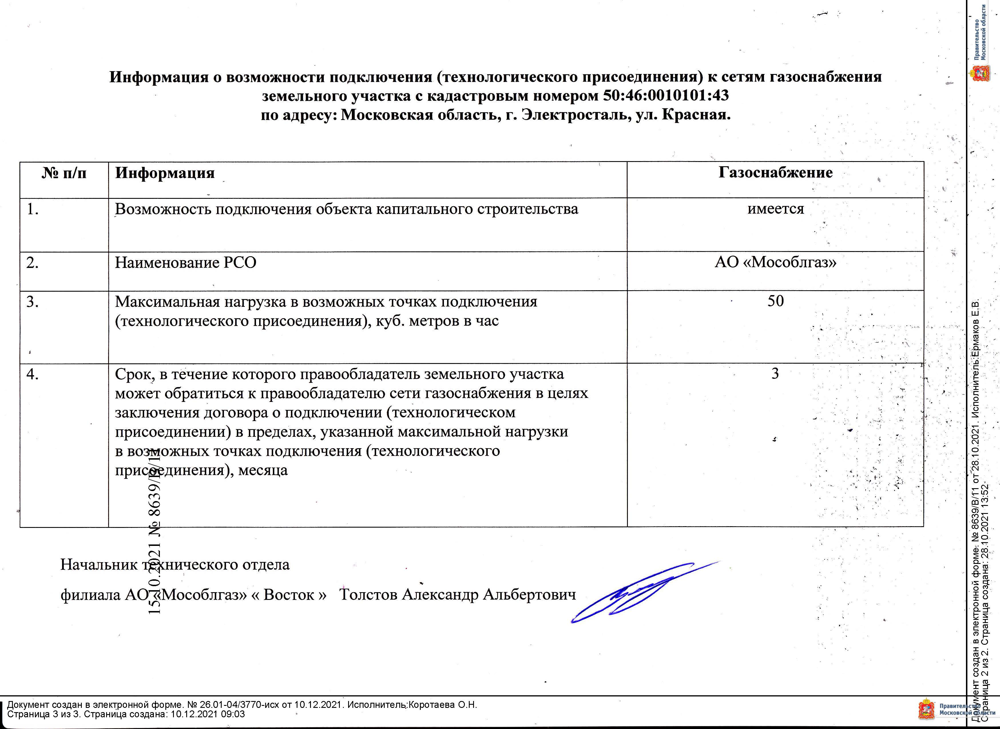 Информация о возможности подключения (технологического присоединения) к сетям газоснабжения
земельного участка с кадастровым номером 50:46:0010101:43
по адресу: Московская область, г. Электросталь, ул. Красная.
№ п/п Информация Газоснабжение
1. Возможность подключения объекта капитального строительства имеется
2. Наименование РСО АО «Мособлгаз»
3. Максимальная нагрузка в возможных точках подключения 50
(технологического присоединения), куб. метров в час
4. Срок, в течение которого правообладатель земельного участка 3
может обратиться к правообладателю сети газоснабжения в целях
заключения договора о подключении (технологическом
присоединении) в пределах, указанной максимальной нагрузки
в возможных точках подключения (технологического
присоединения), месяца
15.10.2021 № 8639/В/11
Начальник технического отдела
филиала АО «Мособлгаз» « Восток » Толстов Александр Альбертович
Документ создан в электронной форме. № 26.01-04/3770-исх от 10.12.2021. Исполнитель:Коротаева О.Н.
Страница 3 из 3. Страница создана: 10.12.2021 09:03
Правительство
Московской области
Документ создан в электронной форме. № 8639/В/11 от 28.10.2021. Исполнитель:Ермаков Е.В.
Страница 2 из 2. Страница создана: 28.10.2021 13:52
Правительство
Московской области